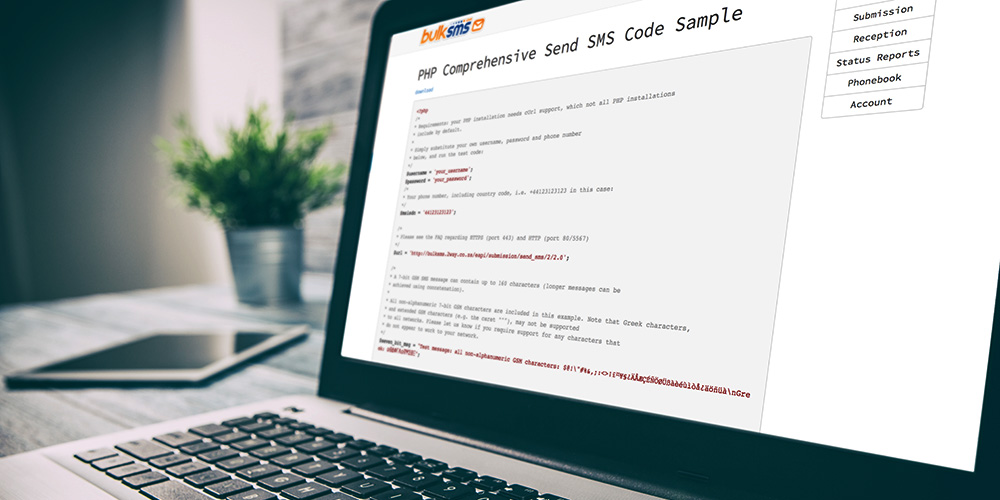 bulksms
PHP Comprehensive Send SMS Code Sample
download
<?php
/*
* Requirements: your PHP installation needs cUrl support, which not all PHP installations
* include by default.
*
* Simply substitute your own username, password and phone number
* below, and run the test code:
*/
$username = 'your_username';
$password = 'your_password';
/*
* Your phone number, including country code, i.e. +44123123123 in this case:
*/
$msisdn = '44123123123';
/*
* Please see the FAQ regarding HTTPS (port 443) and HTTP (port 80/5567)
*/
$url = 'http://bulksms.2way.co.za/eapi/submission/send_sms/2/2.0';
/*
* A 7-bit GSM SMS message can contain up to 160 characters (longer messages can be
* achieved using concatenation).
*
* All non-alphanumeric 7-bit GSM characters are included in this example. Note that Greek characters,
* and extended GSM characters (e.g. the caret "^"), may not be supported
* to all networks. Please let us know if you require support for any characters that
* do not appear to work to your network.
*/
$seven_bit_msg = "Test message: all non-alphanumeric GSM characters:
Submission
Reception
Status Reports
Phonebook
Account